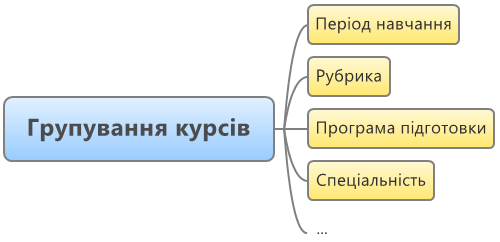 Групування курсів
Період навчання
Рубрика
Програма підготовки
Спеціальність
...